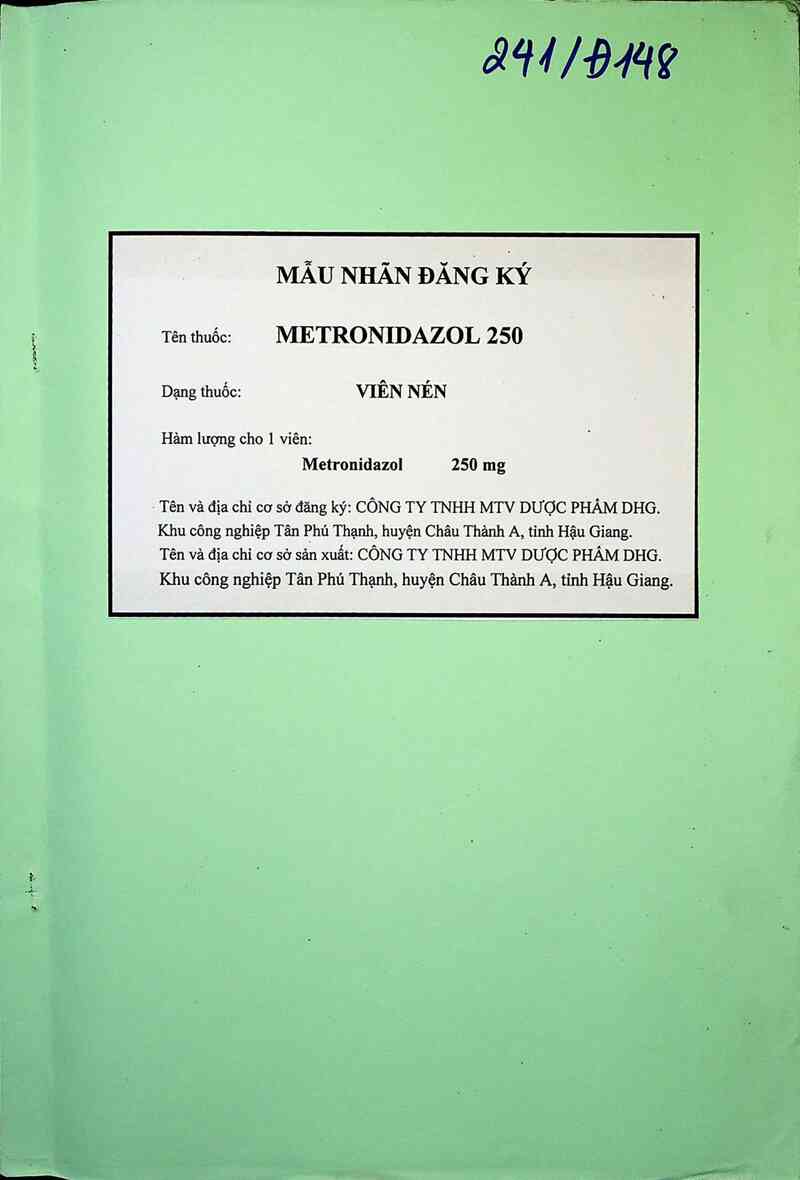 241/Đ148
MẪU NHÃN ĐĂNG KÝ
Tên thuốc: METRONIDAZOL 250
Dạng thuốc: VIÊN NÉN
Hàm lượng cho 1 viên:
Metronidazol 250 mg
Tên và địa chỉ cơ sở đăng ký: CÔNG TY TNHH MTV DƯỢC PHẨM DHG.
Khu công nghiệp Tân Phú Thạnh, huyện Châu Thành A, tỉnh Hậu Giang.
Tên và địa chỉ cơ sở sản xuất: CÔNG TY TNHH MTV DƯỢC PHẨM DHG.
Khu công nghiệp Tân Phú Thạnh, huyện Châu Thành A, tỉnh Hậu Giang.